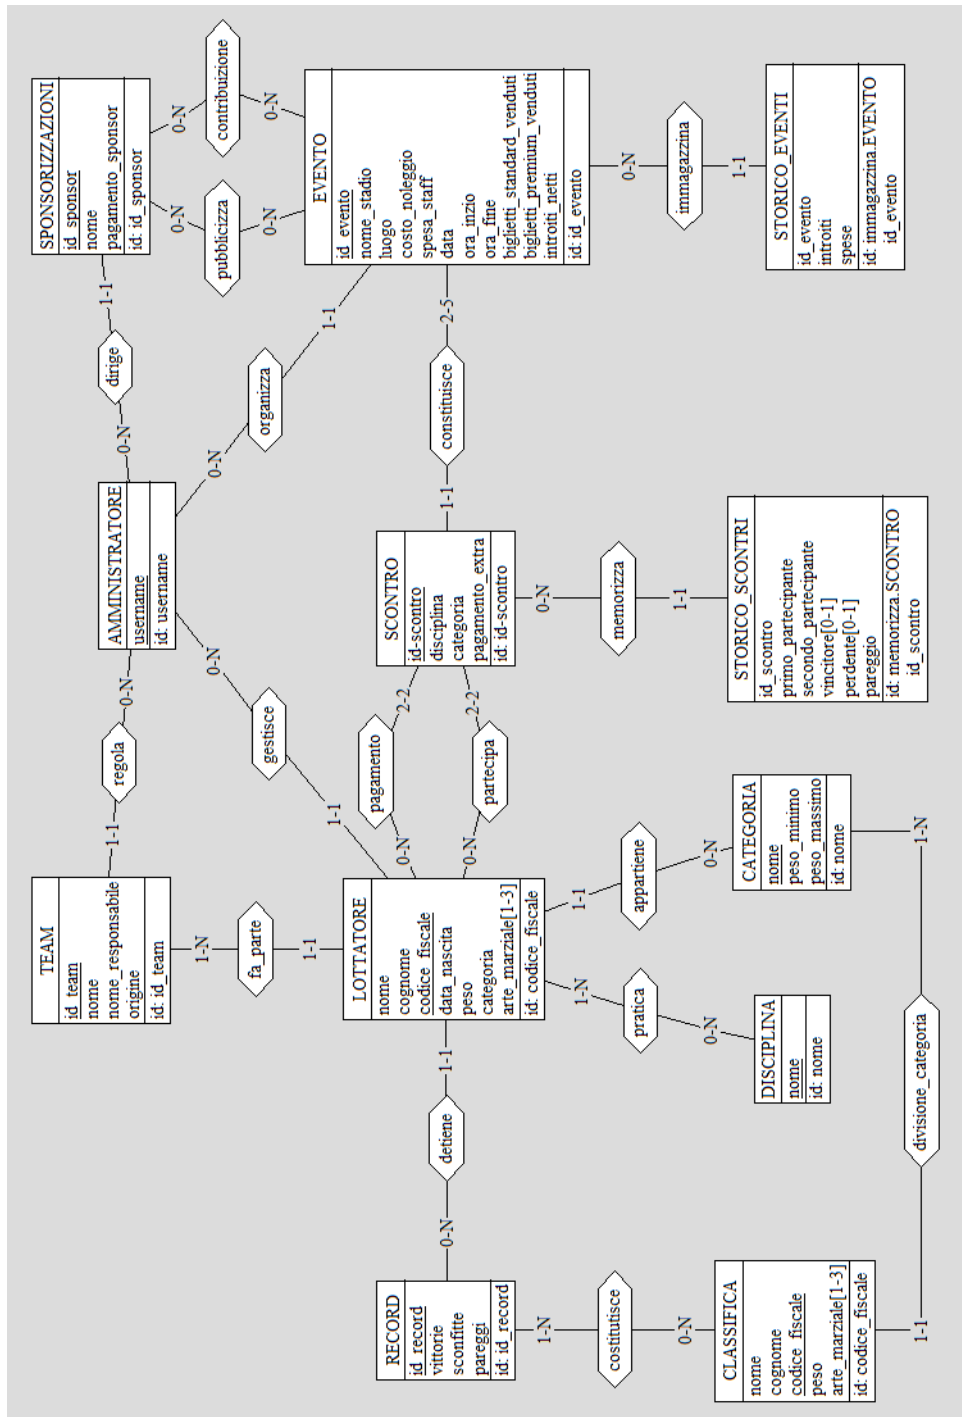 SPONSORIZZAZIONI
id_sponsor
nome
pagamento_sponsor
id: id_sponsor
0-N
contribuizione
0-N
0-N
pubblicizza
0-N
EVENTO
id_evento
nome_stadio
luogo
costo_noleggio
spesa_staff
data
ora_inzio
ora_fine
biglietti_standard_venduti
biglietti_premium_venduti
introiti_netti
id: id_evento
0-N
immagazzina
1-1
STORICO_EVENTI
id_evento
introiti
spese
id: immagazzina.EVENTO
id_evento
1-1
dirige
0-N
1-1
organizza
0-N
2-5
constituisce
1-1
AMMINISTRATORE
username
id: username
SCONTRO
id-scontro
disciplina
categoria
pagamento_extra
id: id-scontro
0-N
memorizza
1-1
STORICO_SCONTRI
id_scontro
primo_partecipante
secondo_partecipante
vincitore[0-1]
perdente[0-1]
pareggio
id: memorizza.SCONTRO
id_scontro
0-N
regola
1-1
0-N
gestisce
1-1
2-2
pagamento
0-N
2-2
partecipa
0-N
TEAM
id_team
nome
nome_responsabile
origine
id: id_team
1-N
fa_parte
1-1
LOTTATORE
nome
cognome
codice_fiscale
data_nascita
peso
categoria
arte_marziale[1-3]
id: codice_fiscale
1-1
appartiene
0-N
CATEGORIA
nome
peso_minimo
peso_massimo
id: nome
1-N
pratica
0-N
DISCIPLINA
nome
id: nome
1-N
divisione_categoria
1-1
1-1
detiene
0-N
RECORD
id_record
vittorie
sconfitte
pareggi
id: id_record
1-N
costitutisce
0-N
CLASSIFICA
nome
cognome
codice_fiscale
peso
arte_marziale[1-3]
id: codice_fiscale